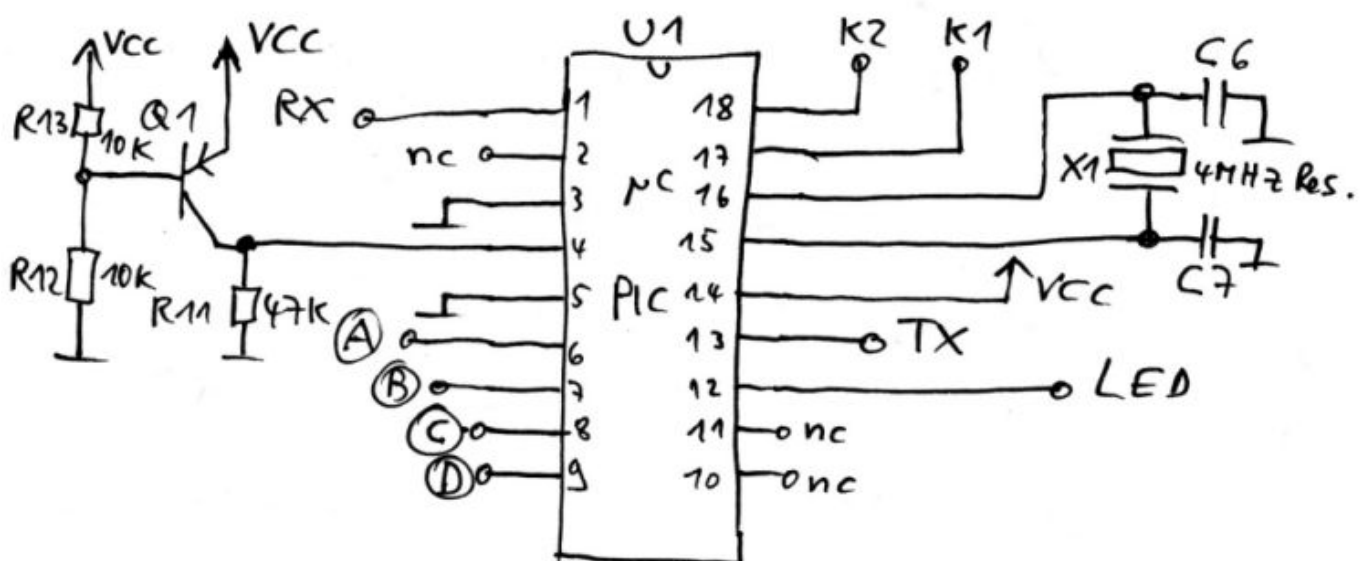 U1
K2
K1
VCC
VCC
C6
R13
10K
Q1
RX
1
18
nc
2
17
µC
X1
4MHz Res.
3
16
4
15
R12
10K
R11
47K
5
PIC
14
VCC
C7
A
6
13
TX
B
7
12
LED
C
8
11
nc
D
9
10
nc